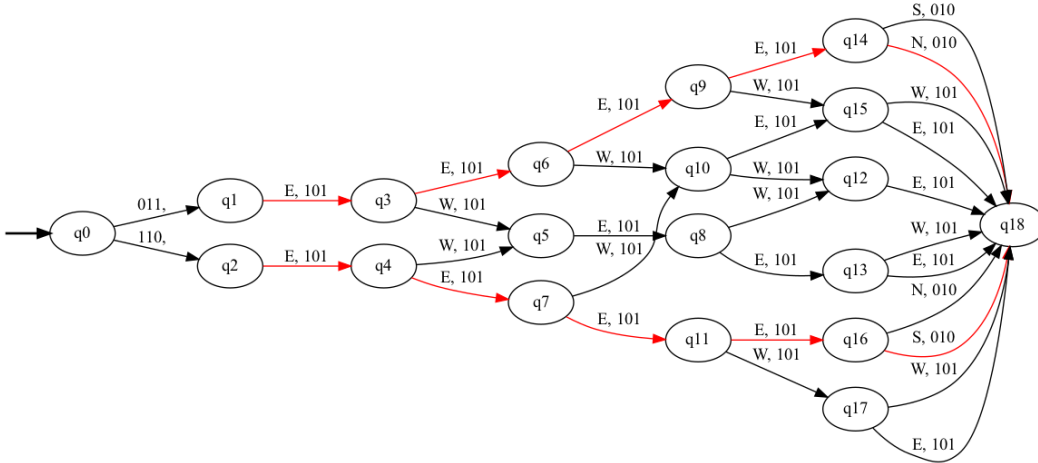 S, 010
q14
E, 101
N, 010
q9
W, 101
W, 101
E, 101
q15
E, 101
E, 101
q6
E, 101
W, 101
q10
W, 101
q12
W, 101
E, 101
011,
q1
E, 101
q3
W, 101
q0
q5
E, 101
W, 101
q8
q18
110,
q2
E, 101
q4
W, 101
E, 101
W, 101
E, 101
q13
E, 101
N, 010
q7
E, 101
q11
E, 101
q16
S, 010
W, 101
W, 101
q17
E, 101